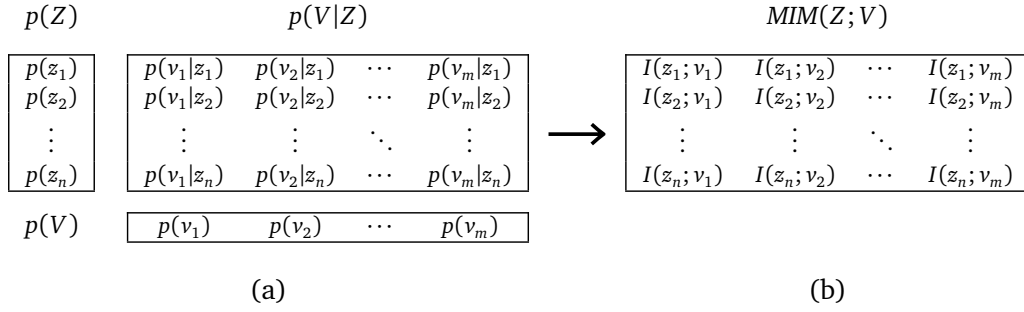 p(Z) p(V|Z) MIM(Z; V)
p(z₁) p(v₁|z₁) p(v₂|z₁) ⋯ p(vₘ|z₁) I(z₁; v₁) I(z₁; v₂) ⋯ I(z₁; vₘ)
p(z₂) p(v₁|z₂) p(v₂|z₂) ⋯ p(vₘ|z₂) I(z₂; v₁) I(z₂; v₂) ⋯ I(z₂; vₘ)
⋮ ⋮ ⋮ ⋱ ⋮ → ⋮ ⋮ ⋱ ⋮
p(zₙ) p(v₁|zₙ) p(v₂|zₙ) ⋯ p(vₘ|zₙ) I(zₙ; v₁) I(zₙ; v₂) ⋯ I(zₙ; vₘ)
p(V) p(v₁) p(v₂) ⋯ p(vₘ)
(a) (b)